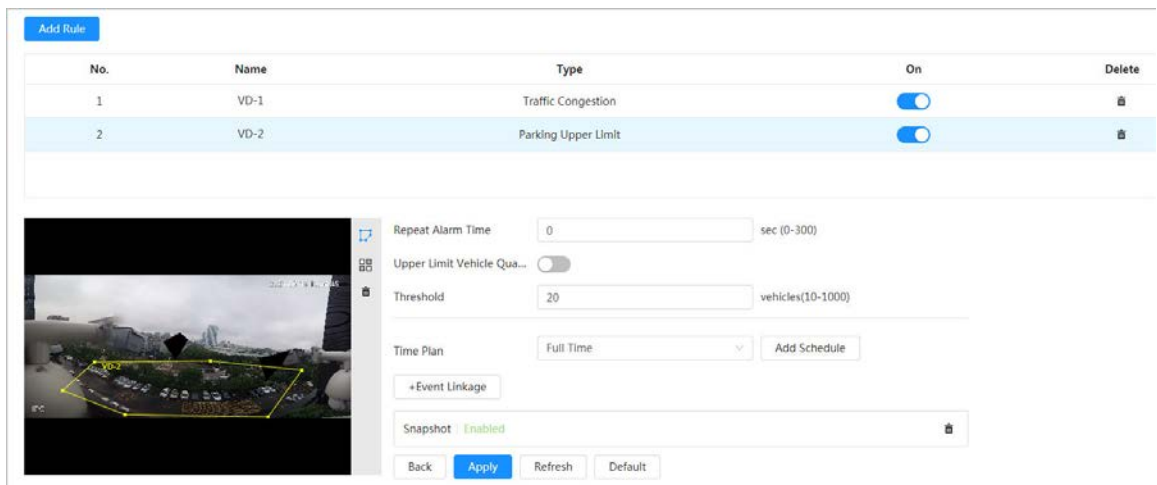 Add Rule
No. Name Type On Delete
1 VD-1 Traffic Congestion
2 VD-2 Parking Upper Limit
Repeat Alarm Time 0 sec (0-300)
Upper Limit Vehicle Qua...
Threshold 20 vehicles(10-1000)
Time Plan Full Time Add Schedule
+Event Linkage
Snapshot Enabled
Back Apply Refresh Default
VD-2
IPC